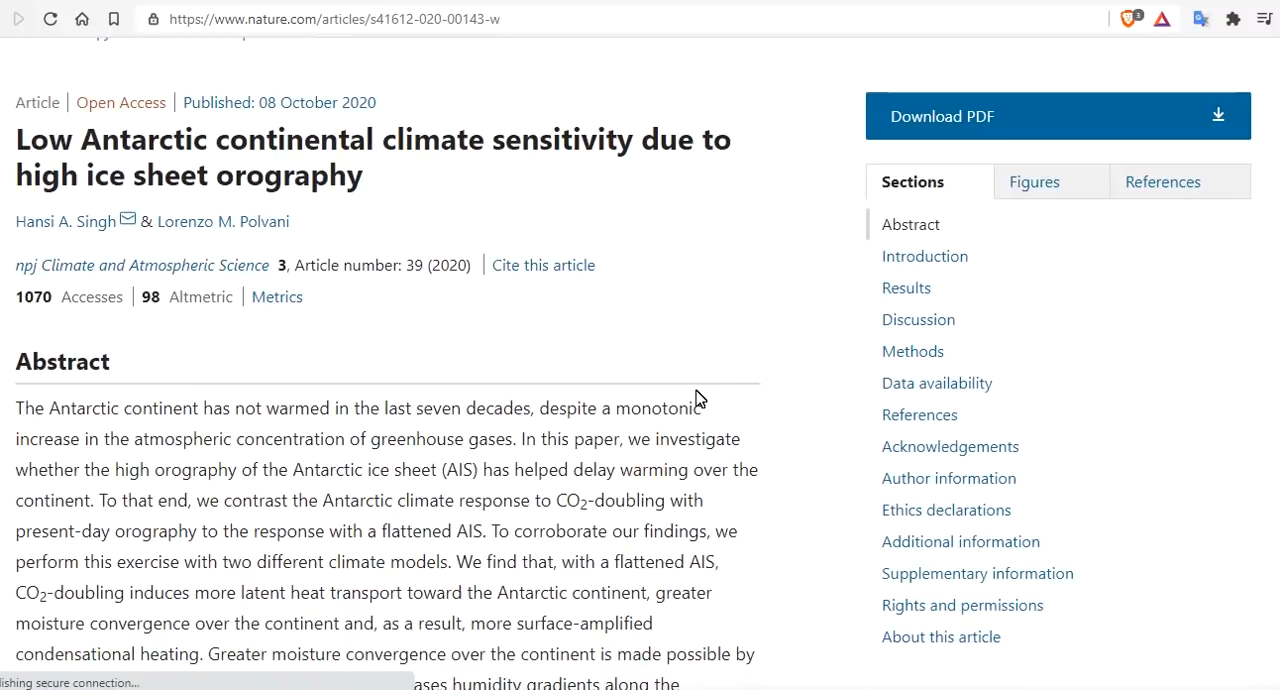 https://www.nature.com/articles/s41612-020-00143-w
3
Article | Open Access | Published: 08 October 2020
Low Antarctic continental climate sensitivity due to
high ice sheet orography
Hansi A. Singh & Lorenzo M. Polvani
npj Climate and Atmospheric Science 3, Article number: 39 (2020) | Cite this article
1070 Accesses | 98 Altmetric | Metrics
Abstract
The Antarctic continent has not warmed in the last seven decades, despite a monotonic
increase in the atmospheric concentration of greenhouse gases. In this paper, we investigate
whether the high orography of the Antarctic ice sheet (AIS) has helped delay warming over the
continent. To that end, we contrast the Antarctic climate response to CO₂-doubling with
present-day orography to the response with a flattened AIS. To corroborate our findings, we
perform this exercise with two different climate models. We find that, with a flattened AIS,
CO₂-doubling induces more latent heat transport toward the Antarctic continent, greater
moisture convergence over the continent and, as a result, more surface-amplified
condensational heating. Greater moisture convergence over the continent is made possible by
ases humidity gradients along the
lishing secure connection...
Download PDF
Sections
Figures
References
Abstract
Introduction
Results
Discussion
Methods
Data availability
References
Acknowledgements
Author information
Ethics declarations
Additional information
Supplementary information
Rights and permissions
About this article